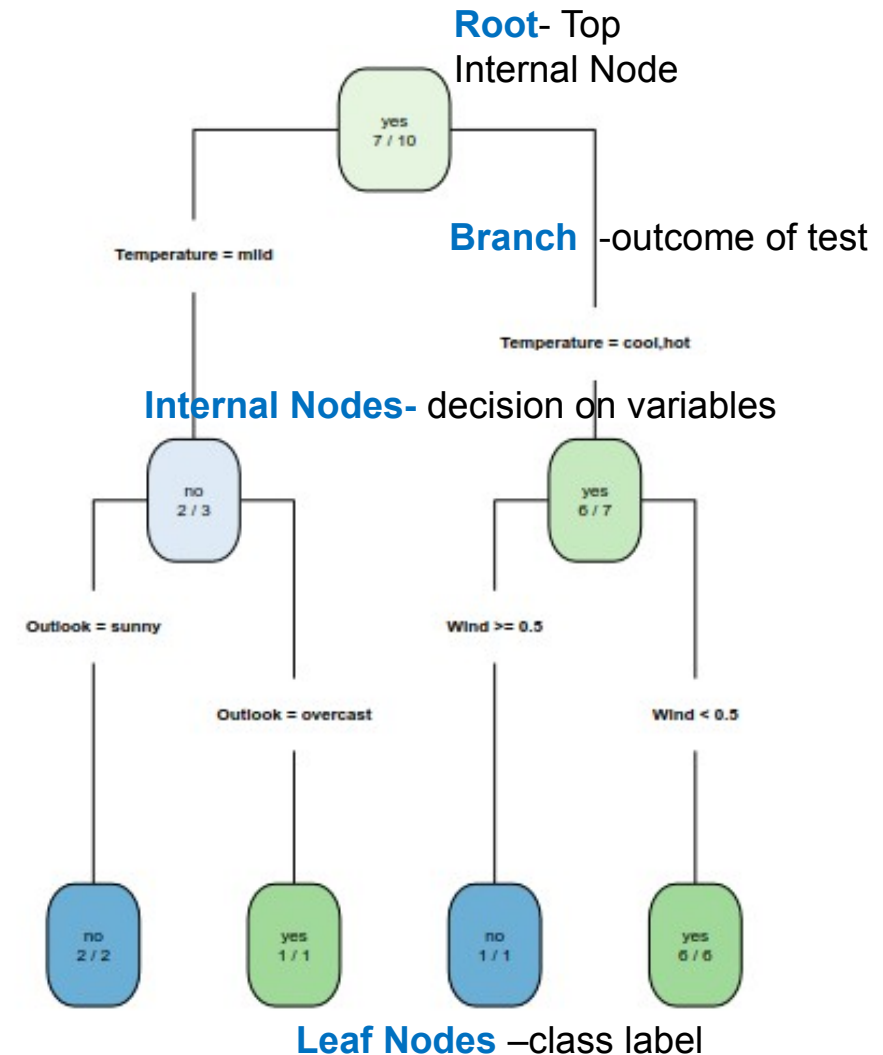 Root- Top
Internal Node
yes
7 / 10
Branch -outcome of test
Temperature = mild
Temperature = cool,hot
Internal Nodes- decision on variables
no
2 / 3
yes
6 / 7
Outlook = sunny
Wind >= 0.5
Outlook = overcast
Wind < 0.5
no
2 / 2
yes
1 / 1
no
1 / 1
yes
6 / 6
Leaf Nodes –class label